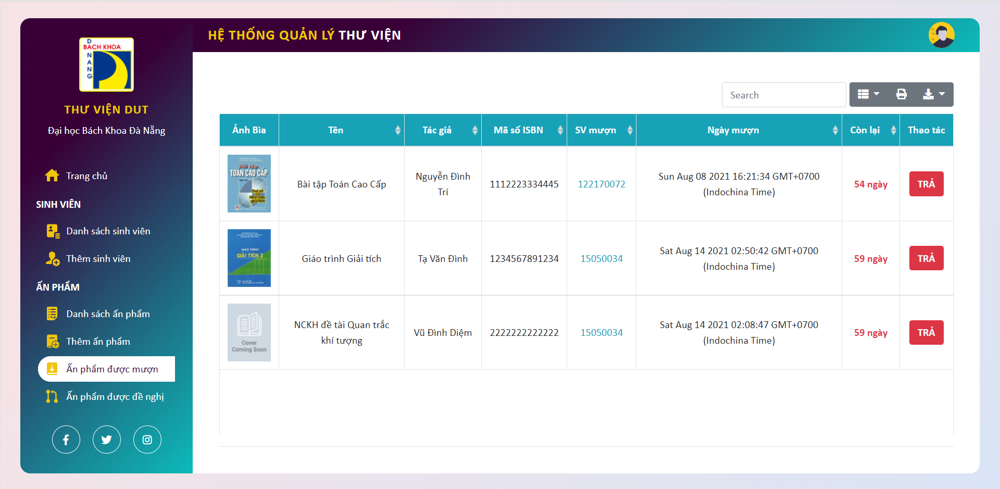 D
BÁCH KHOA
N
A
N
G
THƯ VIỆN DUT
Đại học Bách Khoa Đà Nẵng
Trang chủ
SINH VIÊN
Danh sách sinh viên
Thêm sinh viên
ẤN PHẨM
Danh sách ấn phẩm
Thêm ấn phẩm
Ấn phẩm được mượn
Ấn phẩm được đề nghị
HỆ THỐNG QUẢN LÝ THƯ VIỆN
Search
Ảnh Bìa Tên Tác giả Mã số ISBN SV mượn Ngày mượn Còn lại Thao tác
Bài tập
TOÁN CAO CẤP
Đại số
và
Hình học
giải tích
Bài tập Toán Cao Cấp
Nguyễn Đình
Trí
1112223334445
122170072
Sun Aug 08 2021 16:21:34 GMT+0700
(Indochina Time)
54 ngày
TRẢ
GIÁO TRÌNH
GIẢI TÍCH 2
Giáo trình Giải tích
Tạ Văn Đình
1234567891234
15050034
Sat Aug 14 2021 02:50:42 GMT+0700
(Indochina Time)
59 ngày
TRẢ
Cover
Coming Soon
NCKH đề tài Quan trắc
khí tượng
Vũ Đình Diệm
2222222222222
15050034
Sat Aug 14 2021 02:08:47 GMT+0700
(Indochina Time)
59 ngày
TRẢ